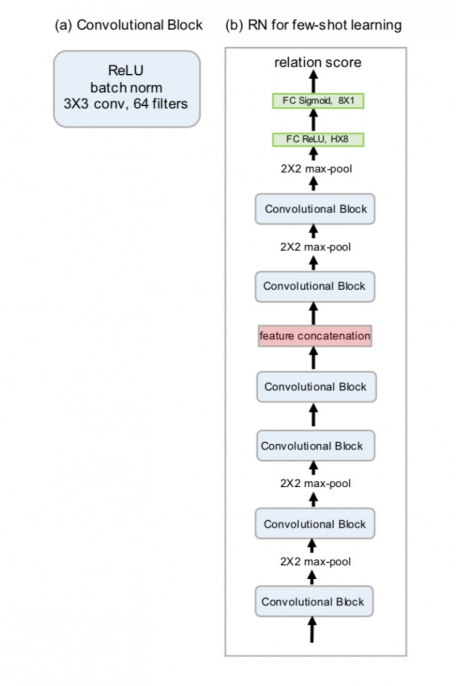 (a) Convolutional Block
ReLU
batch norm
3X3 conv, 64 filters
(b) RN for few-shot learning
relation score
FC Sigmoid, 8X1
FC ReLU, HX8
2X2 max-pool
Convolutional Block
2X2 max-pool
Convolutional Block
feature concatenation
Convolutional Block
Convolutional Block
2X2 max-pool
Convolutional Block
2X2 max-pool
Convolutional Block